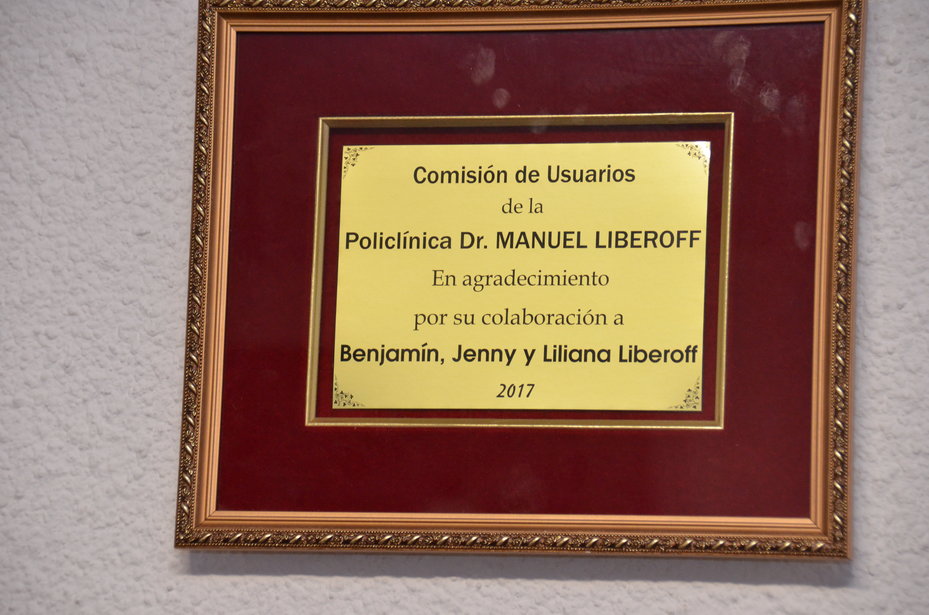 Comisión de Usuarios
de la
Policlínica Dr. MANUEL LIBEROFF
En agradecimiento
por su colaboración a
Benjamín, Jenny y Liliana Liberoff
2017